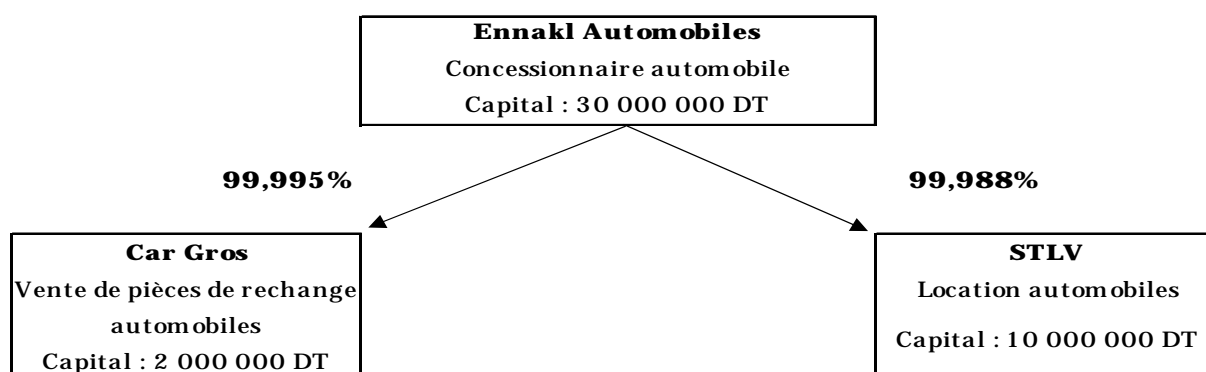 Ennakl Automobiles
Concessionnaire automobile
Capital : 30 000 000 DT
99,995%
99,988%
Car Gros
Vente de pièces de rechange
automobiles
Capital : 2 000 000 DT
STLV
Location automobiles
Capital : 10 000 000 DT